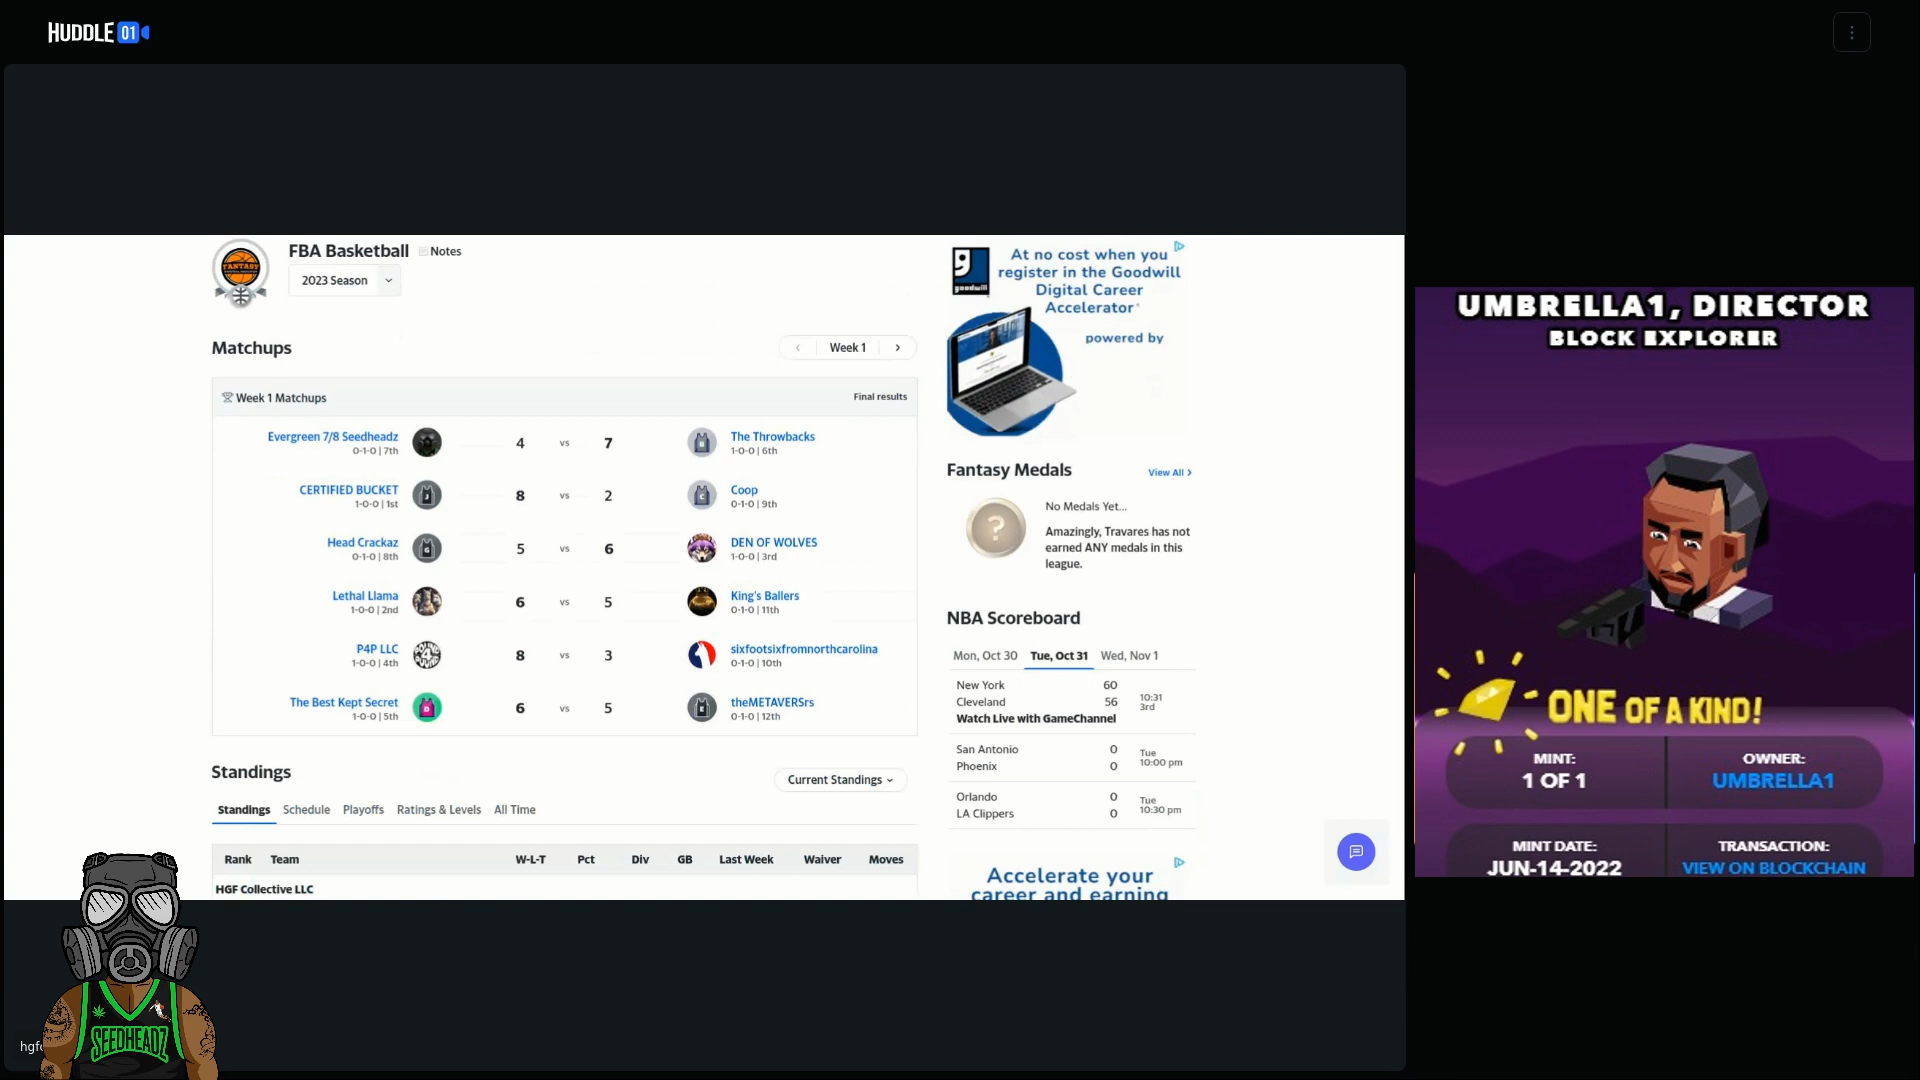 HUDDLE 01
FBA Basketball Notes
2023 Season
Matchups
Week 1
Week 1 Matchups Final results
Evergreen 7/8 Seedheadz 4 vs 7 The Throwbacks
0-1-0 | 7th 1-0-0 | 6th
CERTIFIED BUCKET 8 vs 2 Coop
1-0-0 | 1st 0-1-0 | 9th
Head Crackaz 5 vs 6 DEN OF WOLVES
0-1-0 | 8th 1-0-0 | 3rd
Lethal Llama 6 vs 5 King's Ballers
1-0-0 | 2nd 0-1-0 | 11th
P4P LLC 8 vs 3 sixfootsixfromnorthcarolina
1-0-0 | 4th 0-1-0 | 10th
The Best Kept Secret 6 vs 5 theMETAVERSrs
1-0-0 | 5th 0-1-0 | 12th
Standings
Current Standings
Standings Schedule Playoffs Ratings & Levels All Time
Rank Team W-L-T Pct Div GB Last Week Waiver Moves
HGF Collective LLC
goodwill
At no cost when you
register in the Goodwill
Digital Career
Accelerator
powered by
Fantasy Medals View All
No Medals Yet...
Amazingly, Travares has not
earned ANY medals in this
league.
NBA Scoreboard
Mon, Oct 30 Tue, Oct 31 Wed, Nov 1
New York 60
Cleveland 56
10:31
3rd
Watch Live with GameChannel
San Antonio 0
Phoenix 0
Tue
10:00 pm
Orlando 0
LA Clippers 0
Tue
10:30 pm
Accelerate your
career and earning
UMBRELLA1, DIRECTOR
BLOCK EXPLORER
ONE OF A KIND!
MINT:
1 OF 1
OWNER:
UMBRELLA1
MINT DATE:
JUN-14-2022
TRANSACTION:
VIEW ON BLOCKCHAIN
SEEDHEADZ